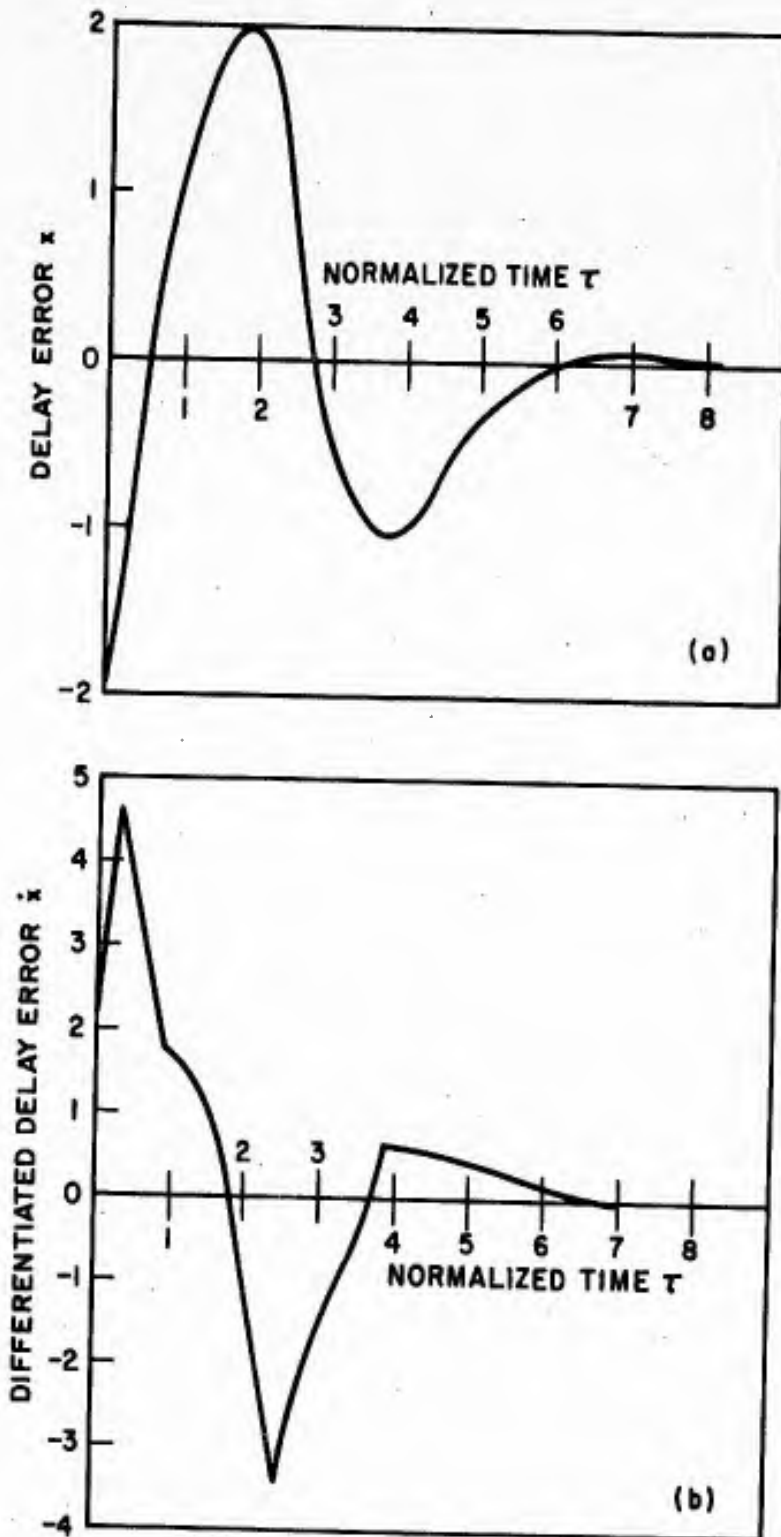 2
1
0
-1
-2
DELAY ERROR x
NORMALIZED TIME τ
3 4 5 6
1 2 7 8
(a)
5
4
3
2
1
0
-1
-2
-3
-4
DIFFERENTIATED DELAY ERROR ẋ
2 3
1 4 5 6 7 8
NORMALIZED TIME τ
(b)